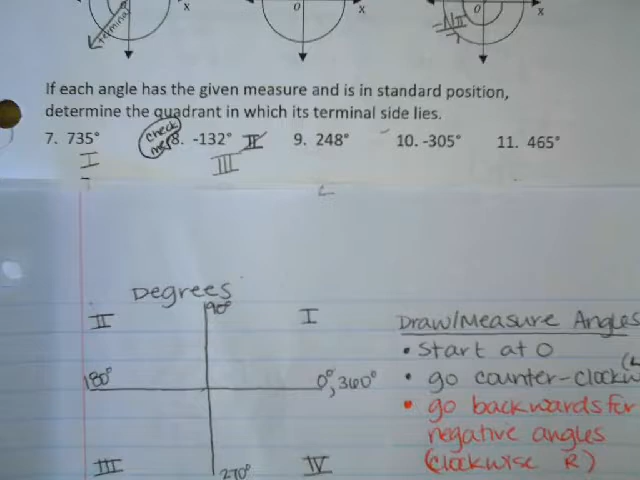 terminal
x
O
x
O
x
If each angle has the given measure and is in standard position,
determine the quadrant in which its terminal side lies.
check
7. 735° 8. -132° II 9. 248° 10. -305° 11. 465°
I III
Degrees
90°
II I
Draw/Measure Angles
• Start at 0
180° 0°, 360°
• go counter-clockw
• go backwards for
negative angles
(clockwise R)
III IV
270°